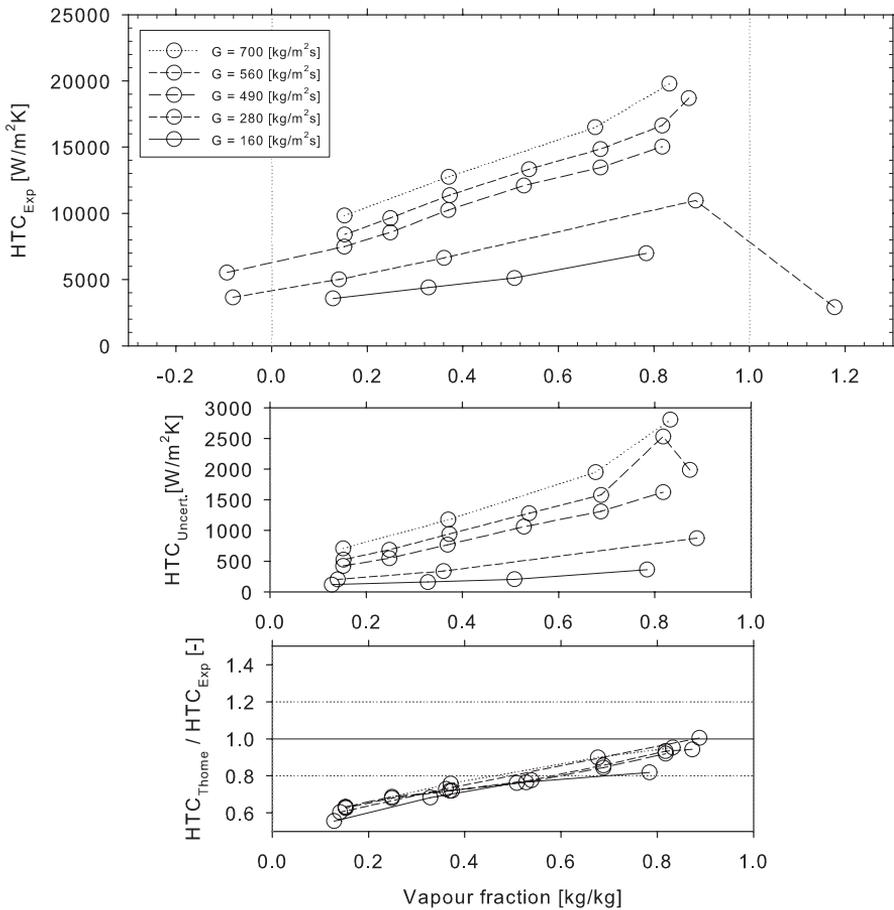 25000
20000
15000
10000
5000
0
HTC_Exp [W/m²K]
G = 700 [kg/m²s]
G = 560 [kg/m²s]
G = 490 [kg/m²s]
G = 280 [kg/m²s]
G = 160 [kg/m²s]
-0.2 0.0 0.2 0.4 0.6 0.8 1.0 1.2
3000
2500
2000
1500
1000
500
0
HTC_Uncert.[W/m²K]
0.0 0.2 0.4 0.6 0.8 1.0
1.4
1.2
1.0
0.8
0.6
HTC_Thome / HTC_Exp [-]
0.0 0.2 0.4 0.6 0.8 1.0
Vapour fraction [kg/kg]